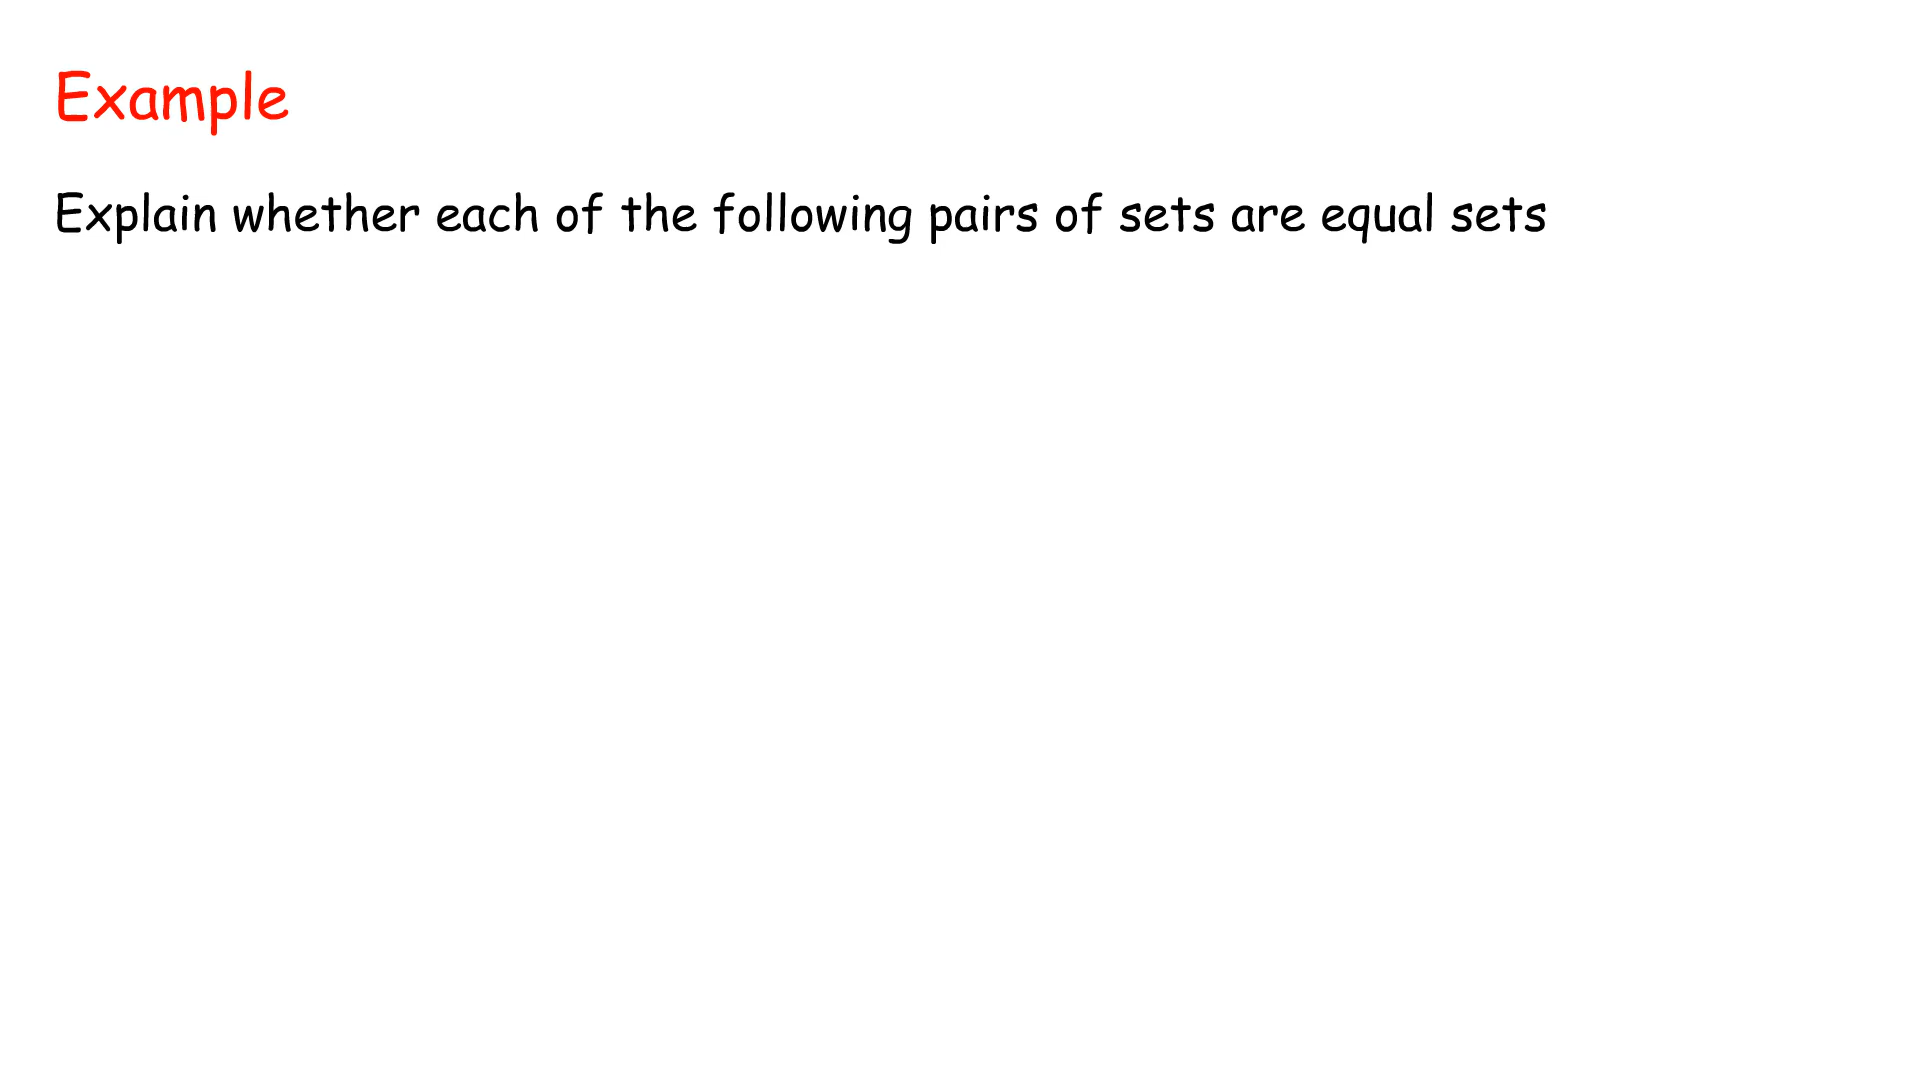 Example
Explain whether each of the following pairs of sets are equal sets